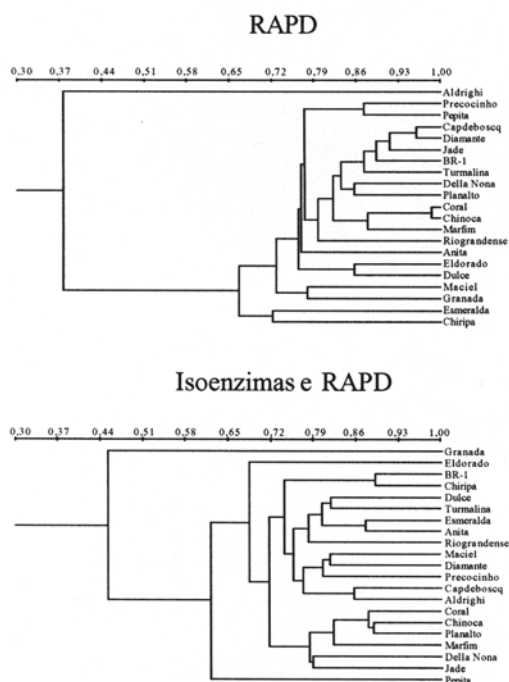 RAPD
0,30 0,37 0,44 0,51 0,58 0,65 0,72 0,79 0,86 0,93 1,00
Aldrighi
Precocinho
Pepita
Capdeboscq
Diamante
Jade
BR-1
Turmalina
Della Nona
Planalto
Coral
Chinoca
Marfim
Riograndense
Anita
Eldorado
Dulce
Maciel
Granada
Esmeralda
Chiripa
Isoenzimas e RAPD
0,30 0,37 0,44 0,51 0,58 0,65 0,72 0,79 0,86 0,93 1,00
Granada
Eldorado
BR-1
Chiripa
Dulce
Turmalina
Esmeralda
Anita
Riograndense
Maciel
Diamante
Precocinho
Capdeboscq
Aldrighi
Coral
Chinoca
Planalto
Marfim
Della Nona
Jade
Pepita